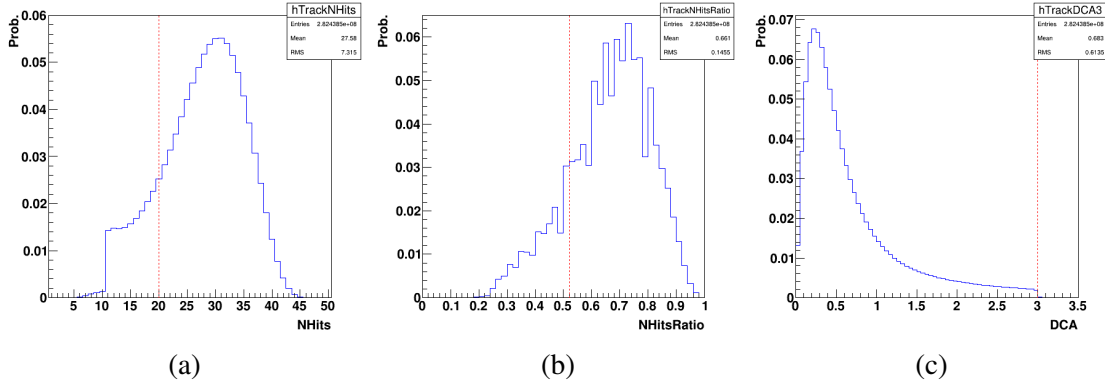 hTrackNHits
Entries 2.824385e+08
Mean 27.58
RMS 7.315
Prob.
0.06
0.05
0.04
0.03
0.02
0.01
0
5 10 15 20 25 30 35 40 45 50
NHits
(a)
hTrackNHitsRatio
Entries 2.824385e+08
Mean 0.661
RMS 0.1455
Prob.
0.06
0.05
0.04
0.03
0.02
0.01
0
0 0.1 0.2 0.3 0.4 0.5 0.6 0.7 0.8 0.9 1
NHitsRatio
(b)
hTrackDCA3
Entries 2.824385e+08
Mean 0.683
RMS 0.6135
Prob.
0.07
0.06
0.05
0.04
0.03
0.02
0.01
0
0 0.5 1 1.5 2 2.5 3 3.5
DCA
(c)